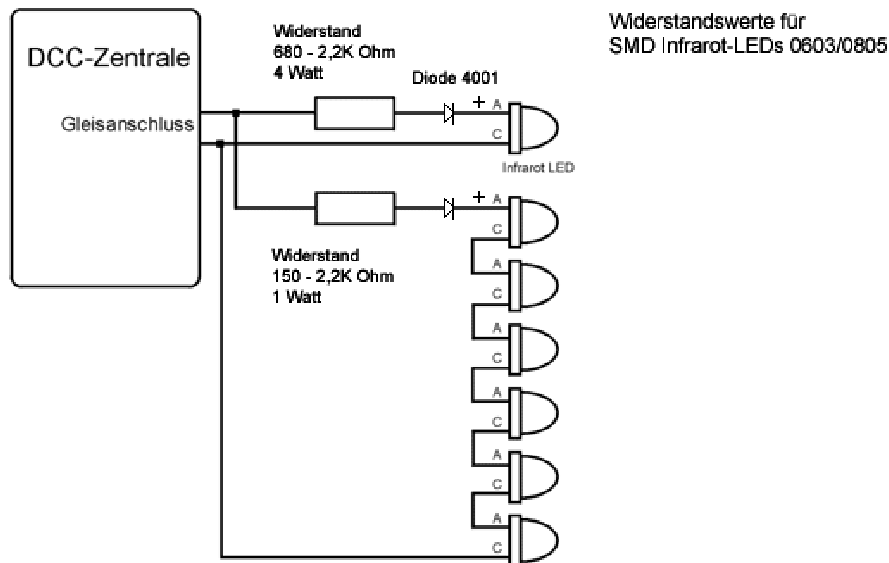 Widerstandswerte für
SMD Infrarot-LEDs 0603/0805
DCC-Zentrale
Gleisanschluss
Widerstand
680 - 2,2K Ohm
4 Watt
Diode 4001
+ A
C
Infrarot LED
+ A
C
Widerstand
150 - 2,2K Ohm
1 Watt
A
C
A
C
A
C
A
C
A
C